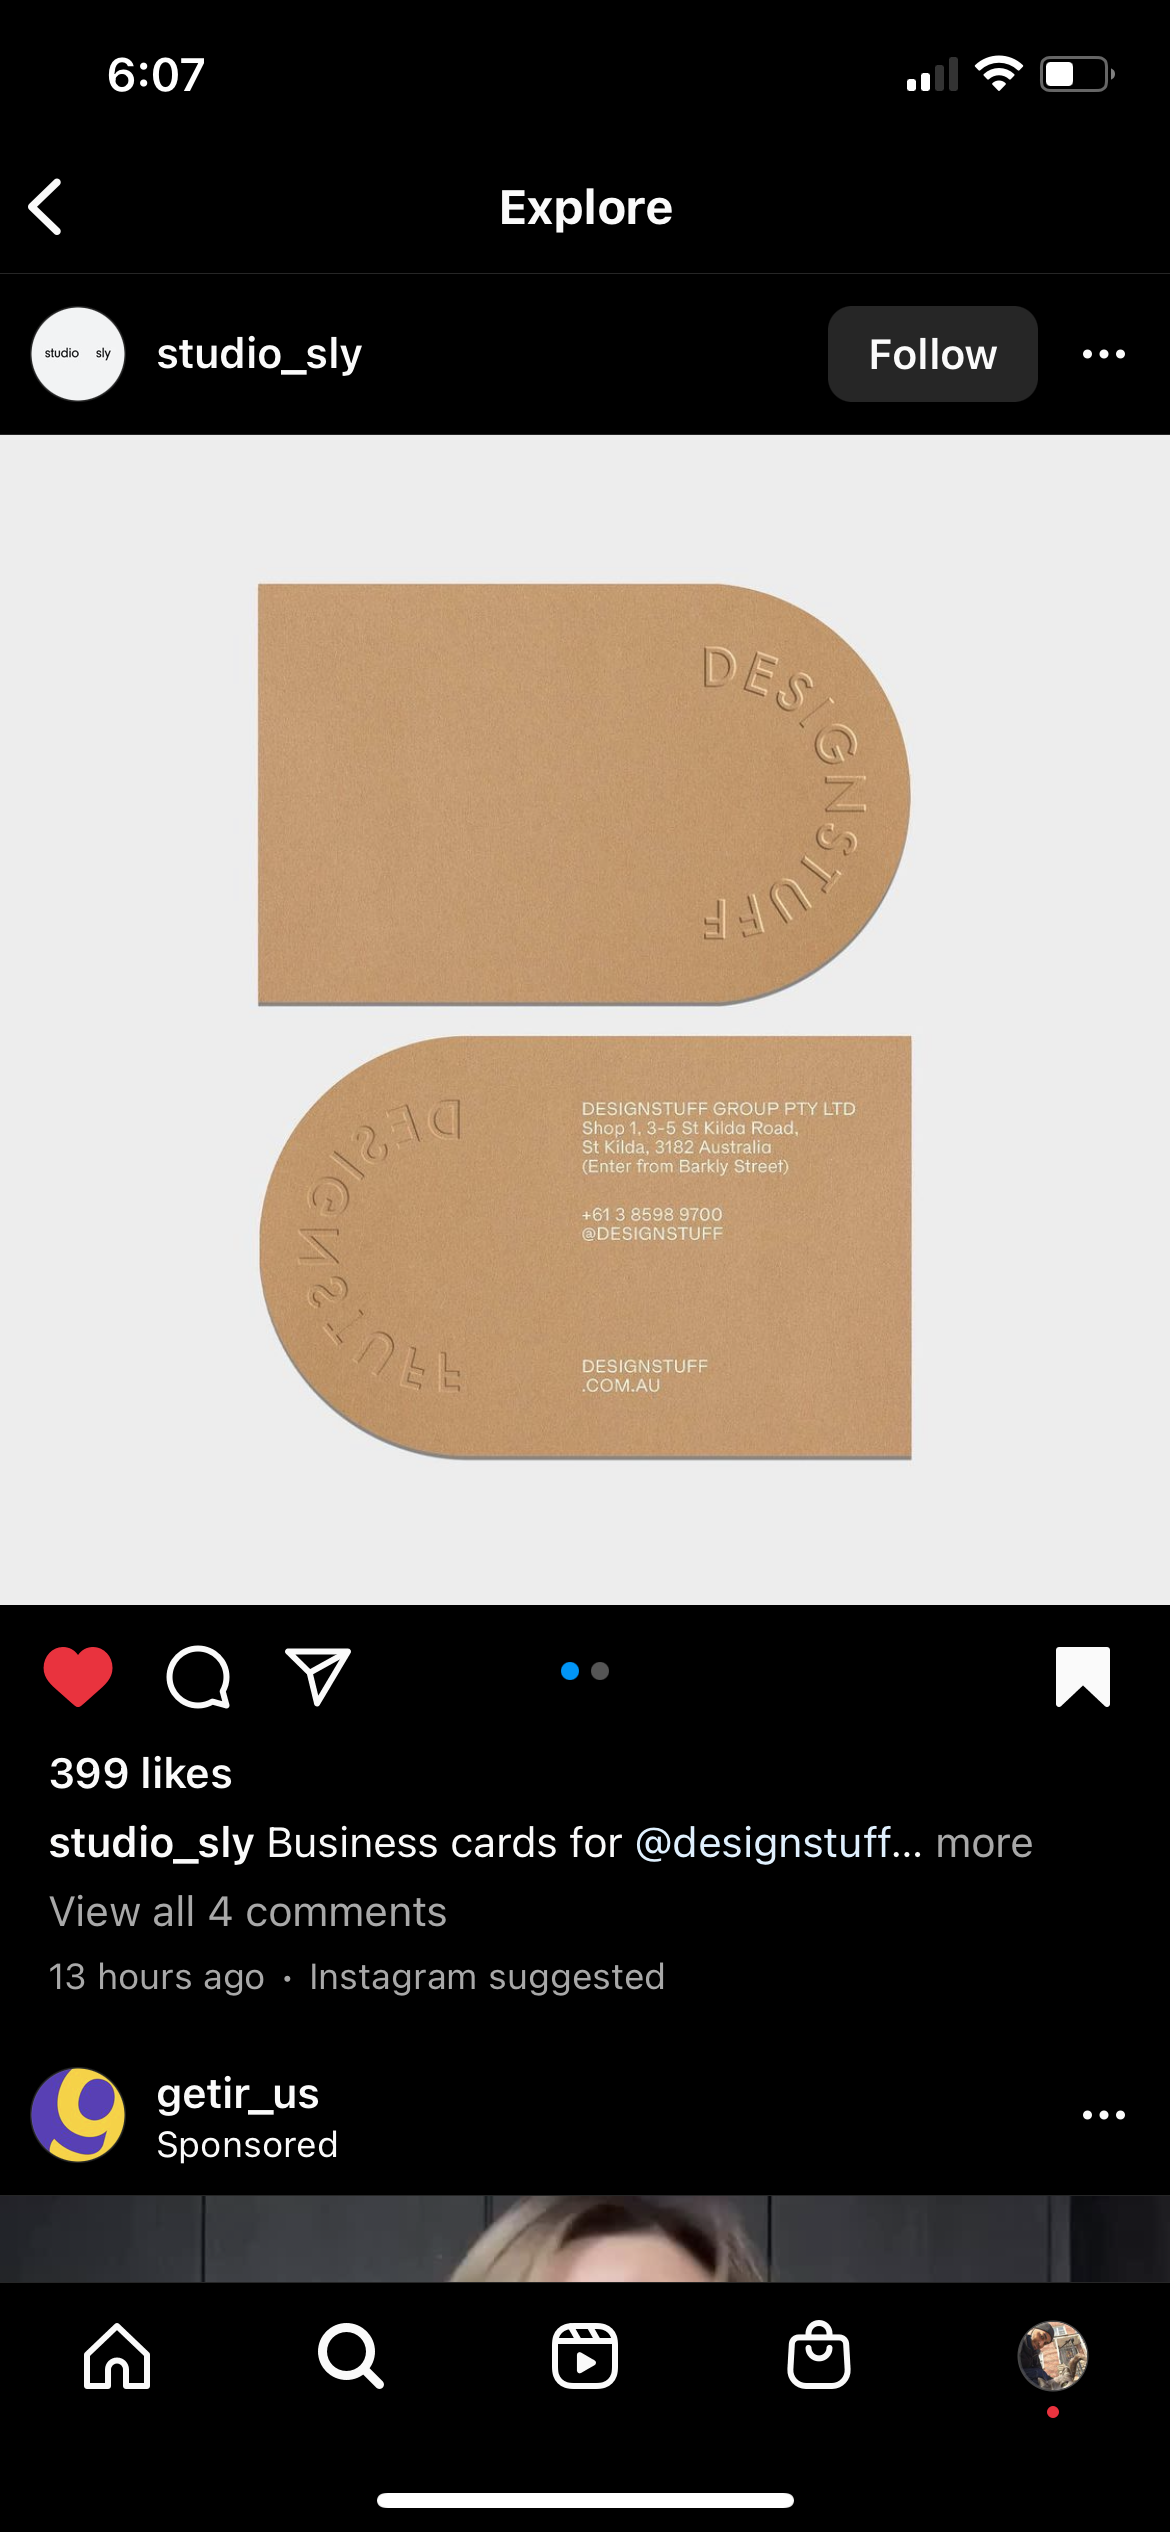 6:07
Explore
studio sly
studio_sly
Follow
DESIGNSTUFF
DESIGNSTUFF
DESIGNSTUFF GROUP PTY LTD
Shop 1, 3-5 St Kilda Road,
St Kilda, 3182 Australia
(Enter from Barkly Street)
+61 3 8598 9700
@DESIGNSTUFF
DESIGNSTUFF
.COM.AU
399 likes
studio_sly Business cards for @designstuff... more
View all 4 comments
13 hours ago · Instagram suggested
getir_us
Sponsored